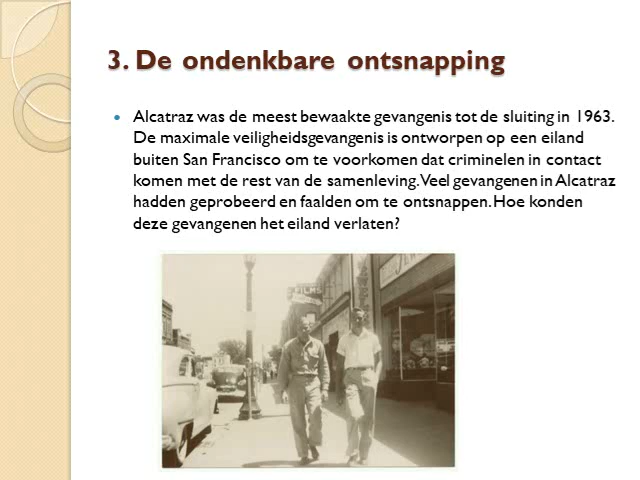 3. De ondenkbare ontsnapping
Alcatraz was de meest bewaakte gevangenis tot de sluiting in 1963.
De maximale veiligheidsgevangenis is ontworpen op een eiland
buiten San Francisco om te voorkomen dat criminelen in contact
komen met de rest van de samenleving. Veel gevangenen in Alcatraz
hadden geprobeerd en faalden om te ontsnappen. Hoe konden
deze gevangenen het eiland verlaten?
FILMS